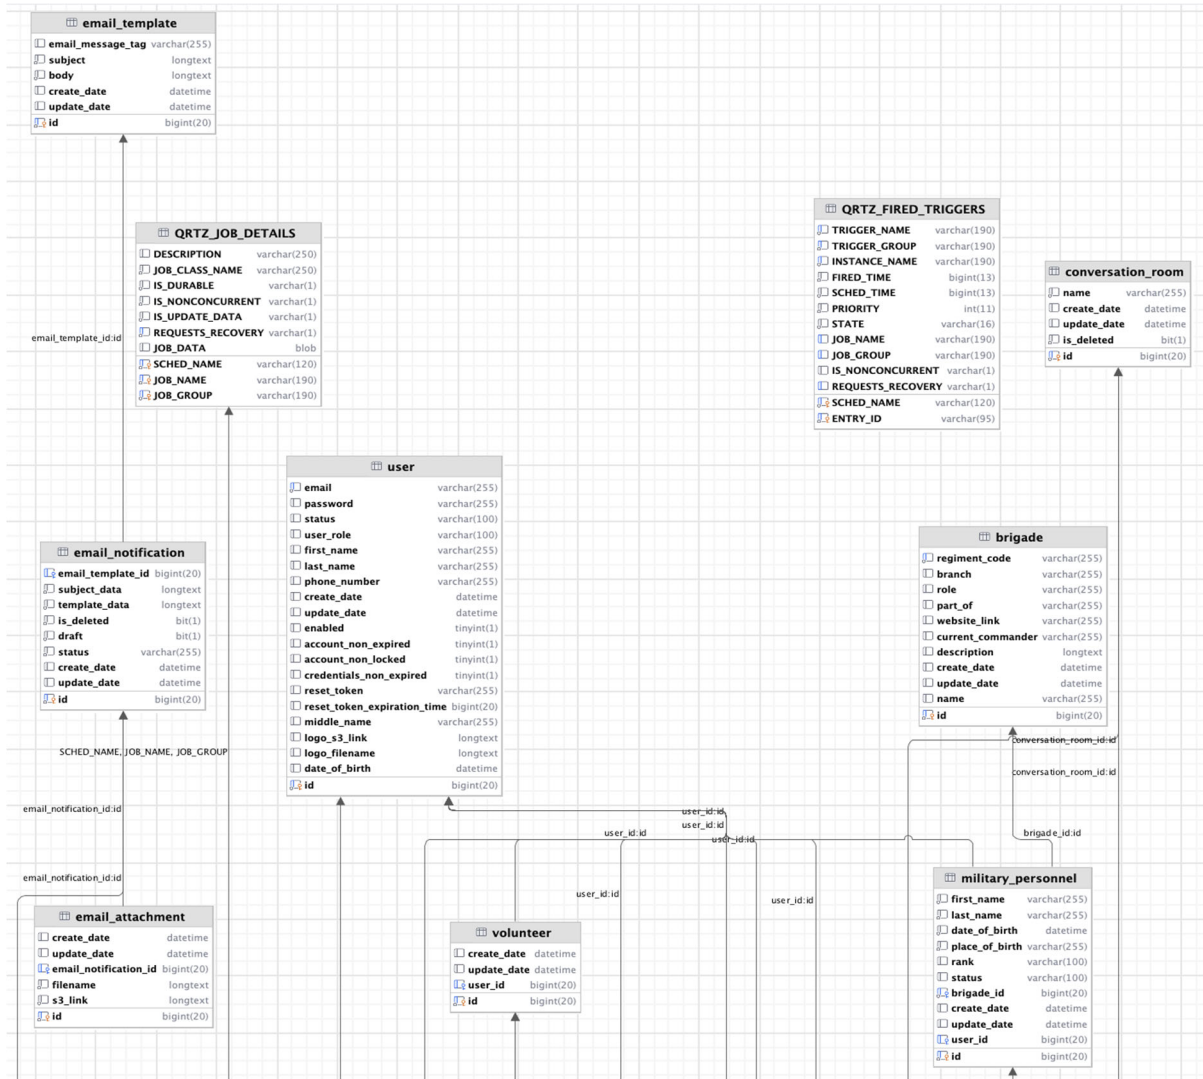 email_template
email_message_tag varchar(255)
subject longtext
body longtext
create_date datetime
update_date datetime
id bigint(20)
QRTZ_JOB_DETAILS
DESCRIPTION varchar(250)
JOB_CLASS_NAME varchar(250)
IS_DURABLE varchar(1)
IS_NONCONCURRENT varchar(1)
IS_UPDATE_DATA varchar(1)
REQUESTS_RECOVERY varchar(1)
JOB_DATA blob
SCHED_NAME varchar(120)
JOB_NAME varchar(190)
JOB_GROUP varchar(190)
QRTZ_FIRED_TRIGGERS
TRIGGER_NAME varchar(190)
TRIGGER_GROUP varchar(190)
INSTANCE_NAME varchar(190)
FIRED_TIME bigint(13)
SCHED_TIME bigint(13)
PRIORITY int(11)
STATE varchar(16)
JOB_NAME varchar(190)
JOB_GROUP varchar(190)
IS_NONCONCURRENT varchar(1)
REQUESTS_RECOVERY varchar(1)
SCHED_NAME varchar(120)
ENTRY_ID varchar(95)
conversation_room
name varchar(255)
create_date datetime
update_date datetime
is_deleted bit(1)
id bigint(20)
email_template_id:id
user
email varchar(255)
password varchar(255)
status varchar(100)
user_role varchar(100)
first_name varchar(255)
last_name varchar(255)
phone_number varchar(255)
create_date datetime
update_date datetime
enabled tinyint(1)
account_non_expired tinyint(1)
account_non_locked tinyint(1)
credentials_non_expired tinyint(1)
reset_token varchar(255)
reset_token_expiration_time bigint(20)
middle_name varchar(255)
logo_s3_link longtext
logo_filename longtext
date_of_birth datetime
id bigint(20)
email_notification
email_template_id bigint(20)
subject_data longtext
template_data longtext
is_deleted bit(1)
draft bit(1)
status varchar(255)
create_date datetime
update_date datetime
id bigint(20)
brigade
regiment_code varchar(255)
branch varchar(255)
role varchar(255)
part_of varchar(255)
website_link varchar(255)
current_commander varchar(255)
description longtext
create_date datetime
update_date datetime
name varchar(255)
id bigint(20)
SCHED_NAME, JOB_NAME, JOB_GROUP
conversation_room_id:id
conversation_room_id:id
email_notification_id:id
user_id:id
user_id:id
user_id:id
user_id:id
brigade_id:id
email_notification_id:id
user_id:id
user_id:id
email_attachment
create_date datetime
update_date datetime
email_notification_id bigint(20)
filename longtext
s3_link longtext
id bigint(20)
volunteer
create_date datetime
update_date datetime
user_id bigint(20)
id bigint(20)
military_personnel
first_name varchar(255)
last_name varchar(255)
date_of_birth datetime
place_of_birth varchar(255)
rank varchar(100)
status varchar(100)
brigade_id bigint(20)
create_date datetime
update_date datetime
user_id bigint(20)
id bigint(20)